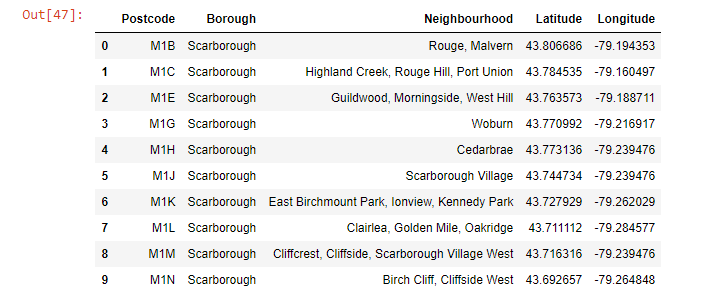 Out[47]:
Postcode Borough Neighbourhood Latitude Longitude
0 M1B Scarborough Rouge, Malvern 43.806686 -79.194353
1 M1C Scarborough Highland Creek, Rouge Hill, Port Union 43.784535 -79.160497
2 M1E Scarborough Guildwood, Morningside, West Hill 43.763573 -79.188711
3 M1G Scarborough Woburn 43.770992 -79.216917
4 M1H Scarborough Cedarbrae 43.773136 -79.239476
5 M1J Scarborough Scarborough Village 43.744734 -79.239476
6 M1K Scarborough East Birchmount Park, Ionview, Kennedy Park 43.727929 -79.262029
7 M1L Scarborough Clairlea, Golden Mile, Oakridge 43.711112 -79.284577
8 M1M Scarborough Cliffcrest, Cliffside, Scarborough Village West 43.716316 -79.239476
9 M1N Scarborough Birch Cliff, Cliffside West 43.692657 -79.264848